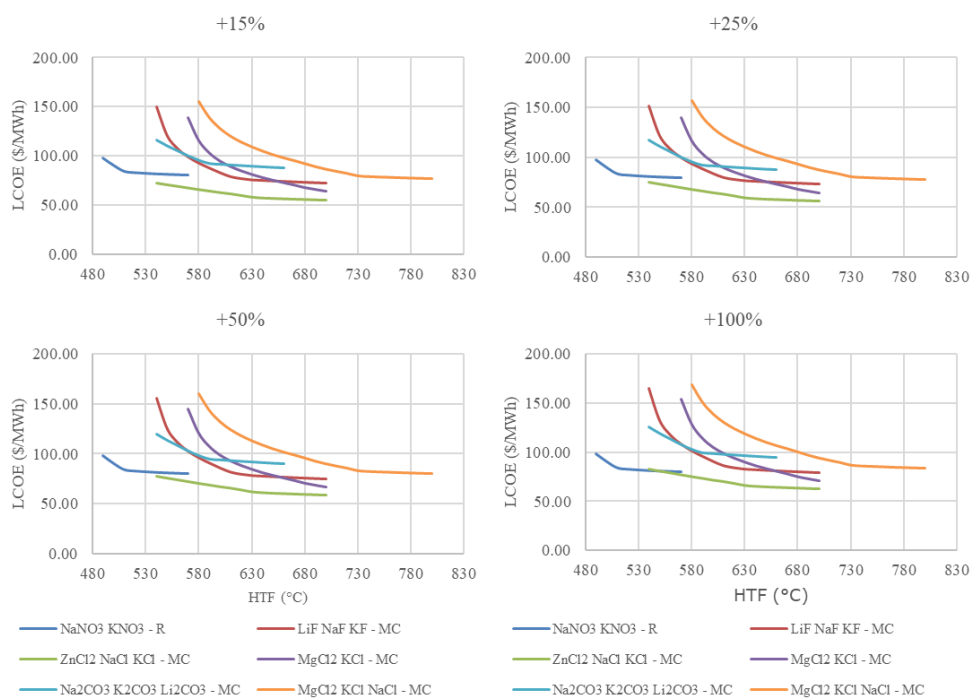 +15%
LCOE ($/MWh)
200.00
150.00
100.00
50.00
0.00
480 530 580 630 680 730 780 830
+25%
LCOE ($/MWh)
200.00
150.00
100.00
50.00
0.00
480 530 580 630 680 730 780 830
+50%
LCOE ($/MWh)
200.00
150.00
100.00
50.00
0.00
480 530 580 630 680 730 780 830
HTF (°C)
+100%
LCOE ($/MWh)
200.00
150.00
100.00
50.00
0.00
480 530 580 630 680 730 780 830
HTF (°C)
NaNO3 KNO3 - R
LiF NaF KF - MC
ZnCl2 NaCl KCl - MC
MgCl2 KCl - MC
Na2CO3 K2CO3 Li2CO3 - MC
MgCl2 KCl NaCl - MC
NaNO3 KNO3 - R
LiF NaF KF - MC
ZnCl2 NaCl KCl - MC
MgCl2 KCl - MC
Na2CO3 K2CO3 Li2CO3 - MC
MgCl2 KCl NaCl - MC